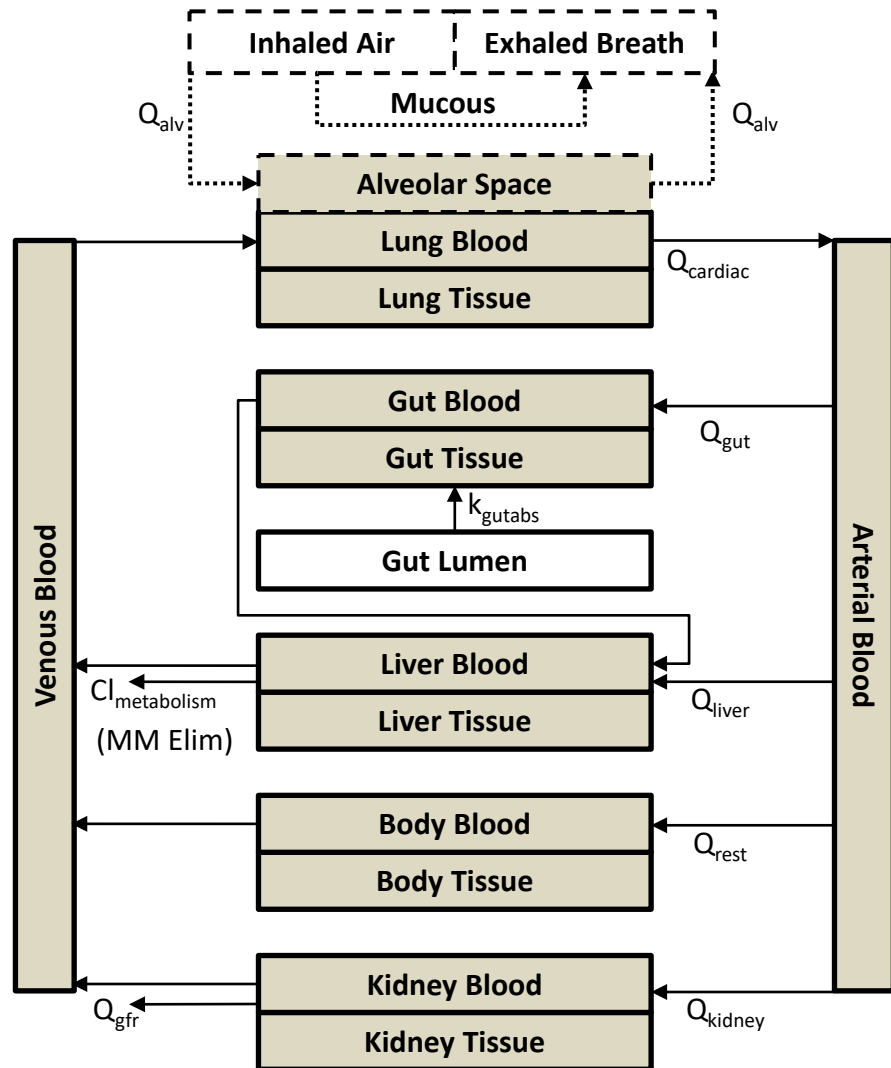 Inhaled Air
Exhaled Breath
Mucous
Qalv
Qalv
Alveolar Space
Lung Blood
Qcardiac
Lung Tissue
Gut Blood
Qgut
Gut Tissue
kgutabs
Gut Lumen
Venous Blood
Arterial Blood
Liver Blood
Clmetabolism
Qliver
Liver Tissue
(MM Elim)
Body Blood
Qrest
Body Tissue
Kidney Blood
Qgfr
Qkidney
Kidney Tissue